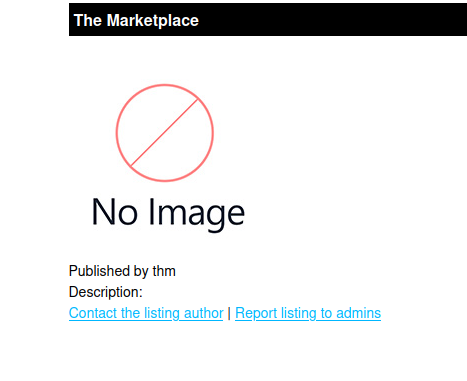 The Marketplace
No Image
Published by thm
Description:
Contact the listing author | Report listing to admins